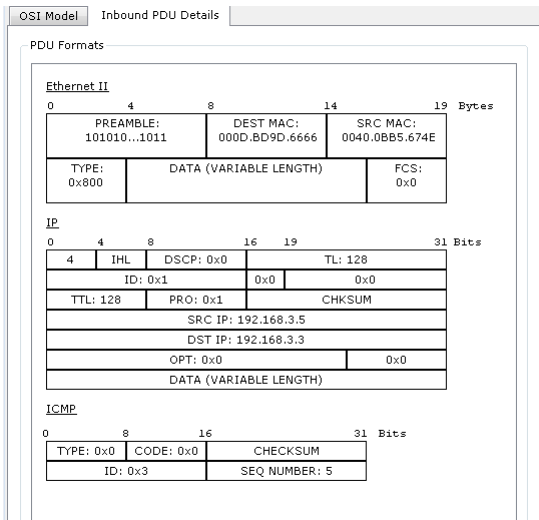 OSI Model Inbound PDU Details
PDU Formats
Ethernet II
0 4 8 14 19 Bytes
PREAMBLE: DEST MAC: SRC MAC:
101010...1011 000D.BD9D.6666 0040.0BB5.674E
TYPE: DATA (VARIABLE LENGTH) FCS:
0x800 0x0
IP
0 4 8 16 19 31 Bits
4 IHL DSCP: 0x0 TL: 128
ID: 0x1 0x0 0x0
TTL: 128 PRO: 0x1 CHKSUM
SRC IP: 192.168.3.5
DST IP: 192.168.3.3
OPT: 0x0 0x0
DATA (VARIABLE LENGTH)
ICMP
0 8 16 31 Bits
TYPE: 0x0 CODE: 0x0 CHECKSUM
ID: 0x3 SEQ NUMBER: 5